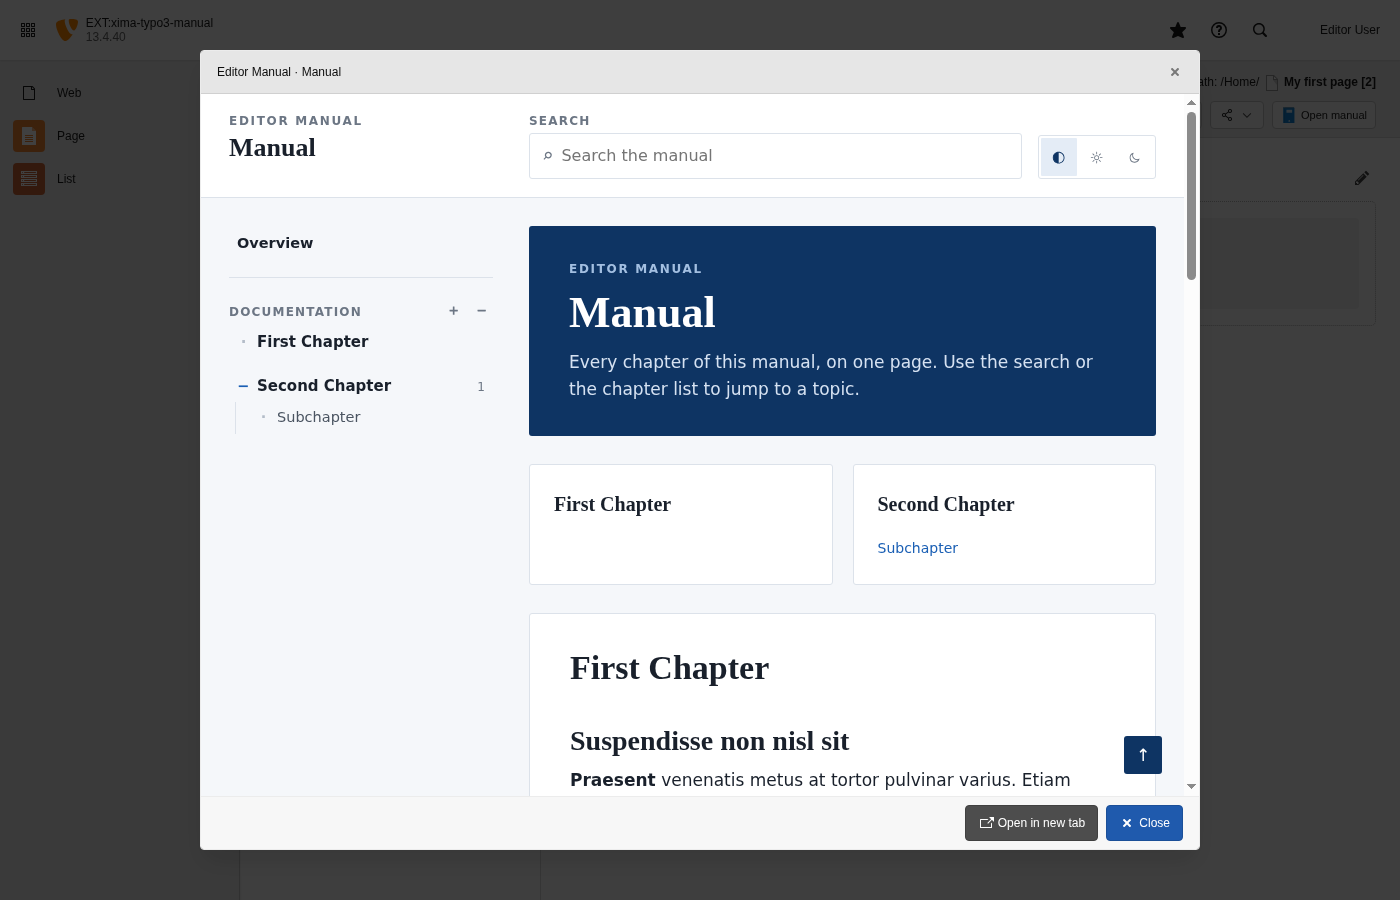 EXT:xima-typo3-manual
13.4.40
Editor User
Web
Page
List
ath: /Home/ My first page [2]
Open manual
Editor Manual · Manual
EDITOR MANUAL
Manual
SEARCH
Search the manual
Overview
DOCUMENTATION
First Chapter
Second Chapter 1
Subchapter
EDITOR MANUAL
Manual
Every chapter of this manual, on one page. Use the search or
the chapter list to jump to a topic.
First Chapter
Second Chapter
Subchapter
First Chapter
Suspendisse non nisl sit
Praesent venenatis metus at tortor pulvinar varius. Etiam
Open in new tab
Close